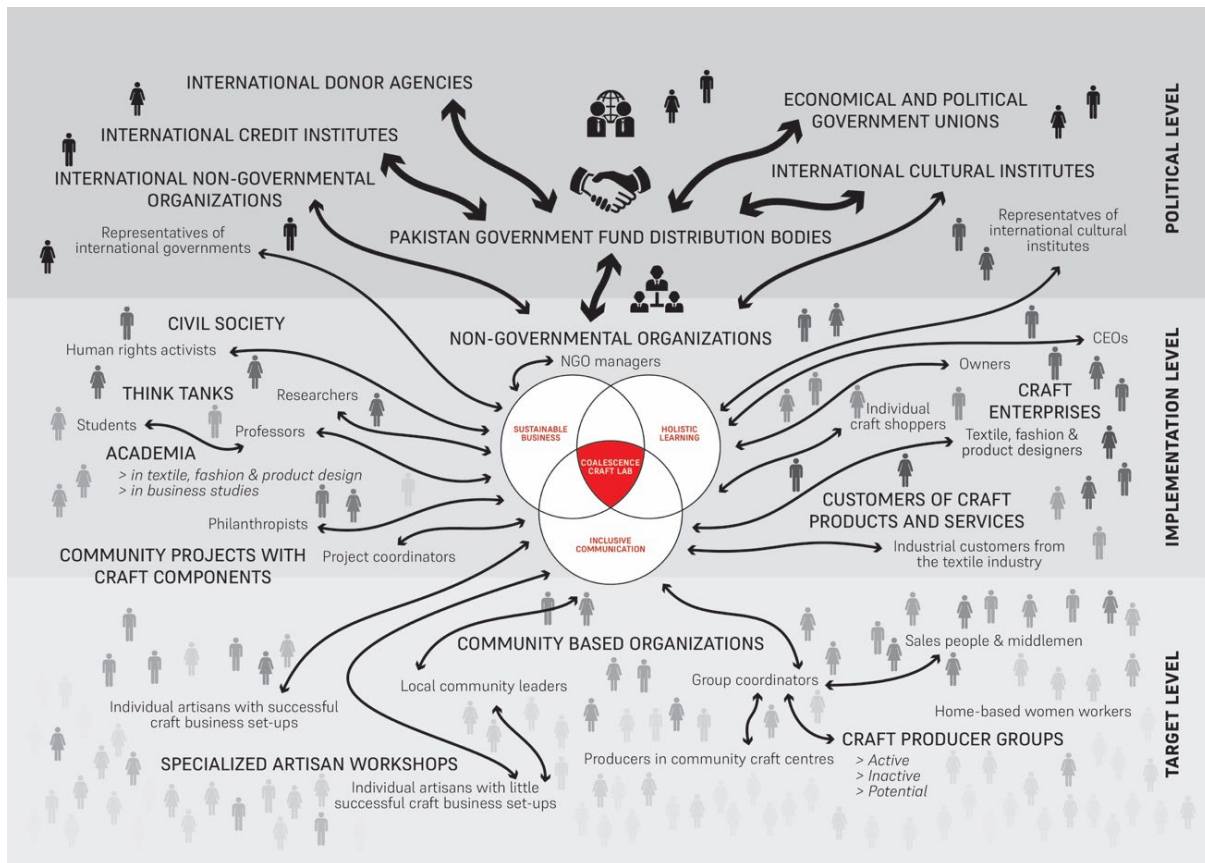 INTERNATIONAL DONOR AGENCIES
INTERNATIONAL CREDIT INSTITUTES
INTERNATIONAL NON-GOVERNMENTAL
ORGANIZATIONS
Representatives of
international governments
ECONOMICAL AND POLITICAL
GOVERNMENT UNIONS
INTERNATIONAL CULTURAL INSTITUTES
Representatves of
international cultural
institutes
PAKISTAN GOVERNMENT FUND DISTRIBUTION BODIES
POLITICAL LEVEL
NON-GOVERNMENTAL ORGANIZATIONS
NGO managers
CIVIL SOCIETY
Human rights activists
THINK TANKS
Researchers
Students
Professors
ACADEMIA
> in textile, fashion & product design
> in business studies
Philanthropists
COMMUNITY PROJECTS WITH
CRAFT COMPONENTS
Project coordinators
SUSTAINABLE
BUSINESS
HOLISTIC
LEARNING
COALESCENCE
CRAFT LAB
INCLUSIVE
COMMUNICATION
CEOs
Owners
CRAFT
ENTERPRISES
Individual
craft shoppers
Textile, fashion &
product designers
CUSTOMERS OF CRAFT
PRODUCTS AND SERVICES
Industrial customers from
the textile industry
IMPLEMENTATION LEVEL
COMMUNITY BASED ORGANIZATIONS
Local community leaders
Group coordinators
Sales people & middlemen
Home-based women workers
Individual artisans with successful
craft business set-ups
SPECIALIZED ARTISAN WORKSHOPS
Individual artisans with little
successful craft business set-ups
Producers in community craft centres
CRAFT PRODUCER GROUPS
> Active
> Inactive
> Potential
TARGET LEVEL